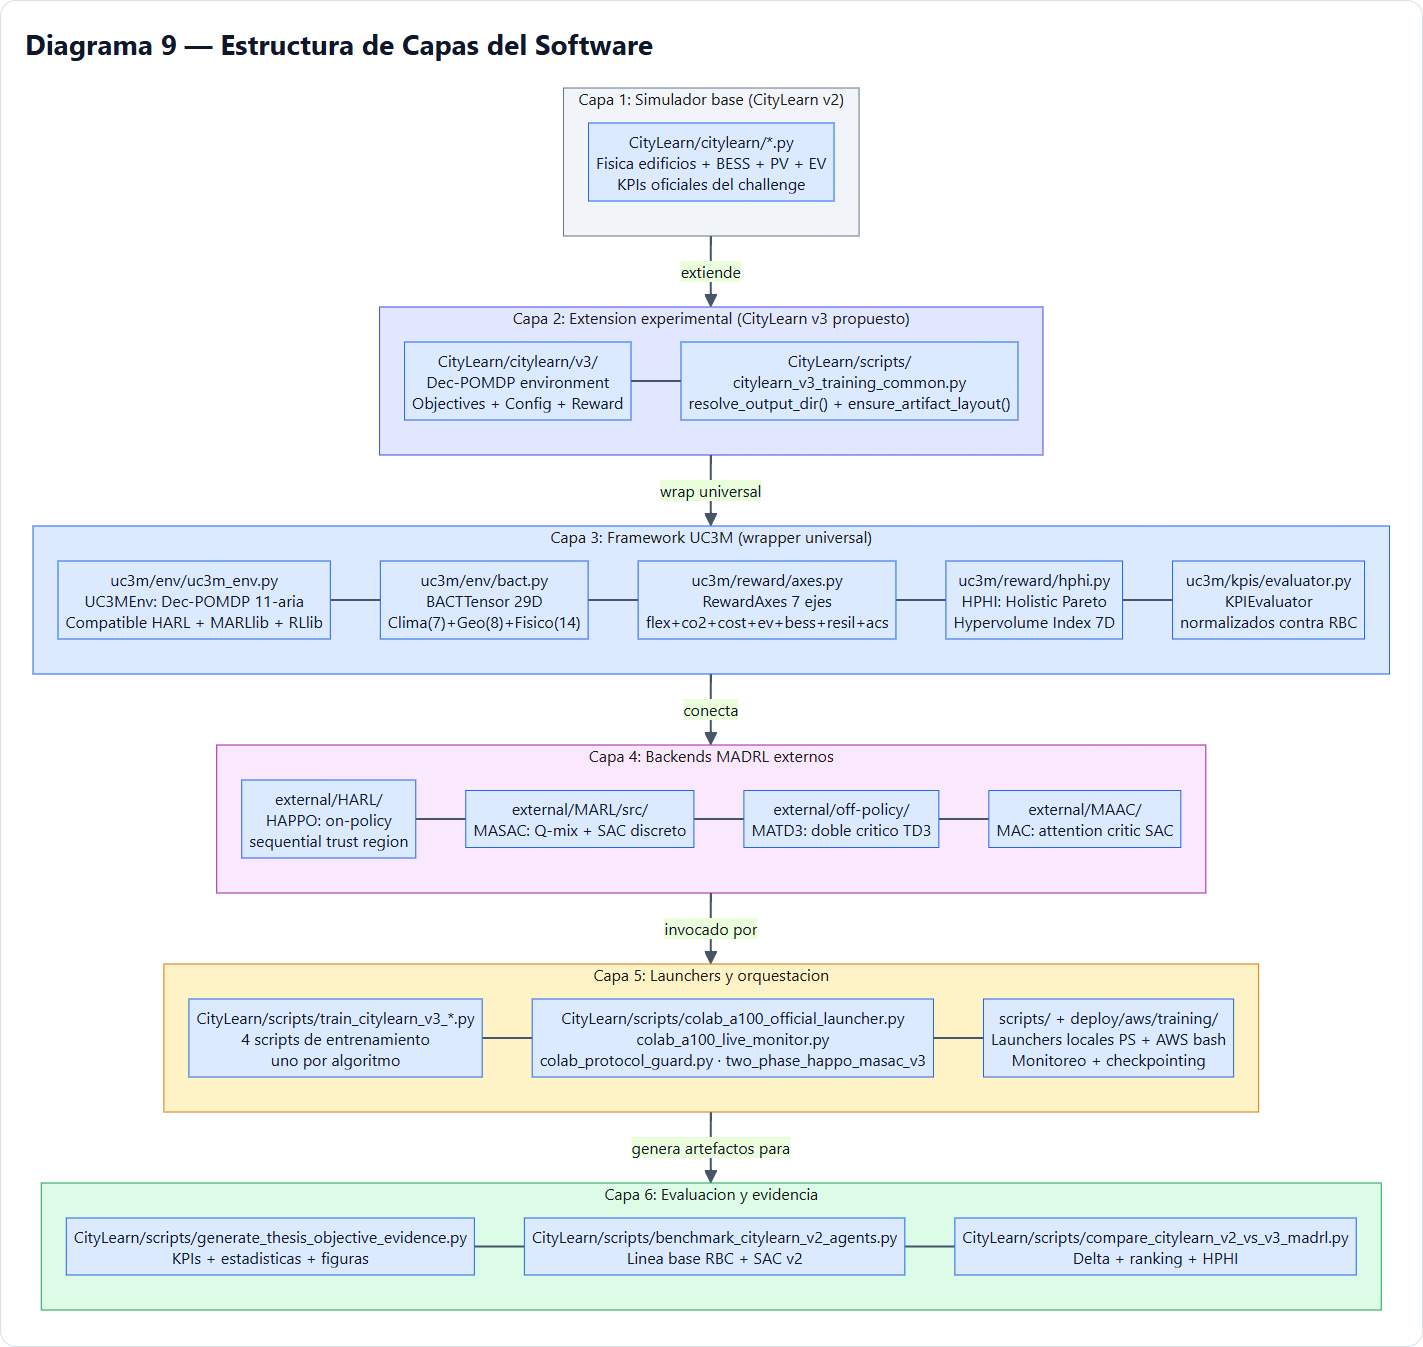 Diagrama 9 — Estructura de Capas del Software
Capa 1: Simulador base (CityLearn v2)
CityLearn/citylearn/*.py
Fisica edificios + BESS + PV + EV
KPIs oficiales del challenge
extiende
Capa 2: Extension experimental (CityLearn v3 propuesto)
CityLearn/citylearn/v3/
Dec-POMDP environment
Objectives + Config + Reward
CityLearn/scripts/
citylearn_v3_training_common.py
resolve_output_dir() + ensure_artifact_layout()
wrap universal
Capa 3: Framework UC3M (wrapper universal)
uc3m/env/uc3m_env.py
UC3MEnv: Dec-POMDP 11-aria
Compatible HARL + MARLlib + RLlib
uc3m/env/bact.py
BACTTensor 29D
Clima(7)+Geo(8)+Fisico(14)
uc3m/reward/axes.py
RewardAxes 7 ejes
flex+co2+cost+ev+bess+resil+acs
uc3m/reward/hphi.py
HPHI: Holistic Pareto
Hypervolume Index 7D
uc3m/kpis/evaluator.py
KPIEvaluator
normalizados contra RBC
conecta
Capa 4: Backends MADRL externos
external/HARL/
HAPPO: on-policy
sequential trust region
external/MARL/src/
MASAC: Q-mix + SAC discreto
external/off-policy/
MATD3: doble critico TD3
external/MAAC/
MAC: attention critic SAC
invocado por
Capa 5: Launchers y orquestacion
CityLearn/scripts/train_citylearn_v3_*.py
4 scripts de entrenamiento
uno por algoritmo
CityLearn/scripts/colab_a100_official_launcher.py
colab_a100_live_monitor.py
colab_protocol_guard.py · two_phase_happo_masac_v3
scripts/ + deploy/aws/training/
Launchers locales PS + AWS bash
Monitoreo + checkpointing
genera artefactos para
Capa 6: Evaluacion y evidencia
CityLearn/scripts/generate_thesis_objective_evidence.py
KPIs + estadisticas + figuras
CityLearn/scripts/benchmark_citylearn_v2_agents.py
Linea base RBC + SAC v2
CityLearn/scripts/compare_citylearn_v2_vs_v3_madrl.py
Delta + ranking + HPHI